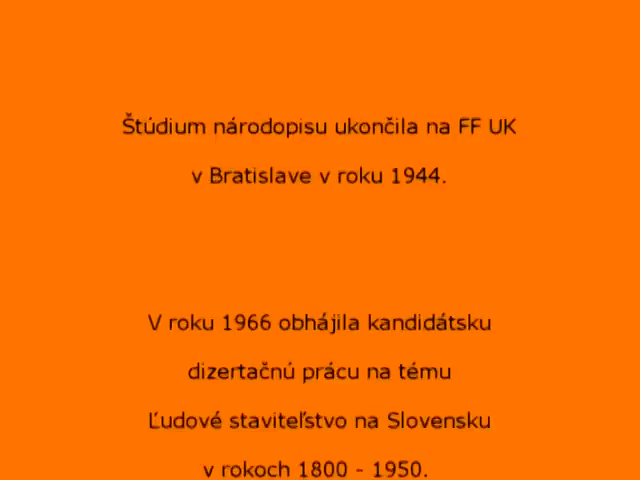 Štúdium národopisu ukončila na FF UK
v Bratislave v roku 1944.
V roku 1966 obhájila kandidátsku
dizertačnú prácu na tému
Ľudové staviteľstvo na Slovensku
v rokoch 1800 - 1950.